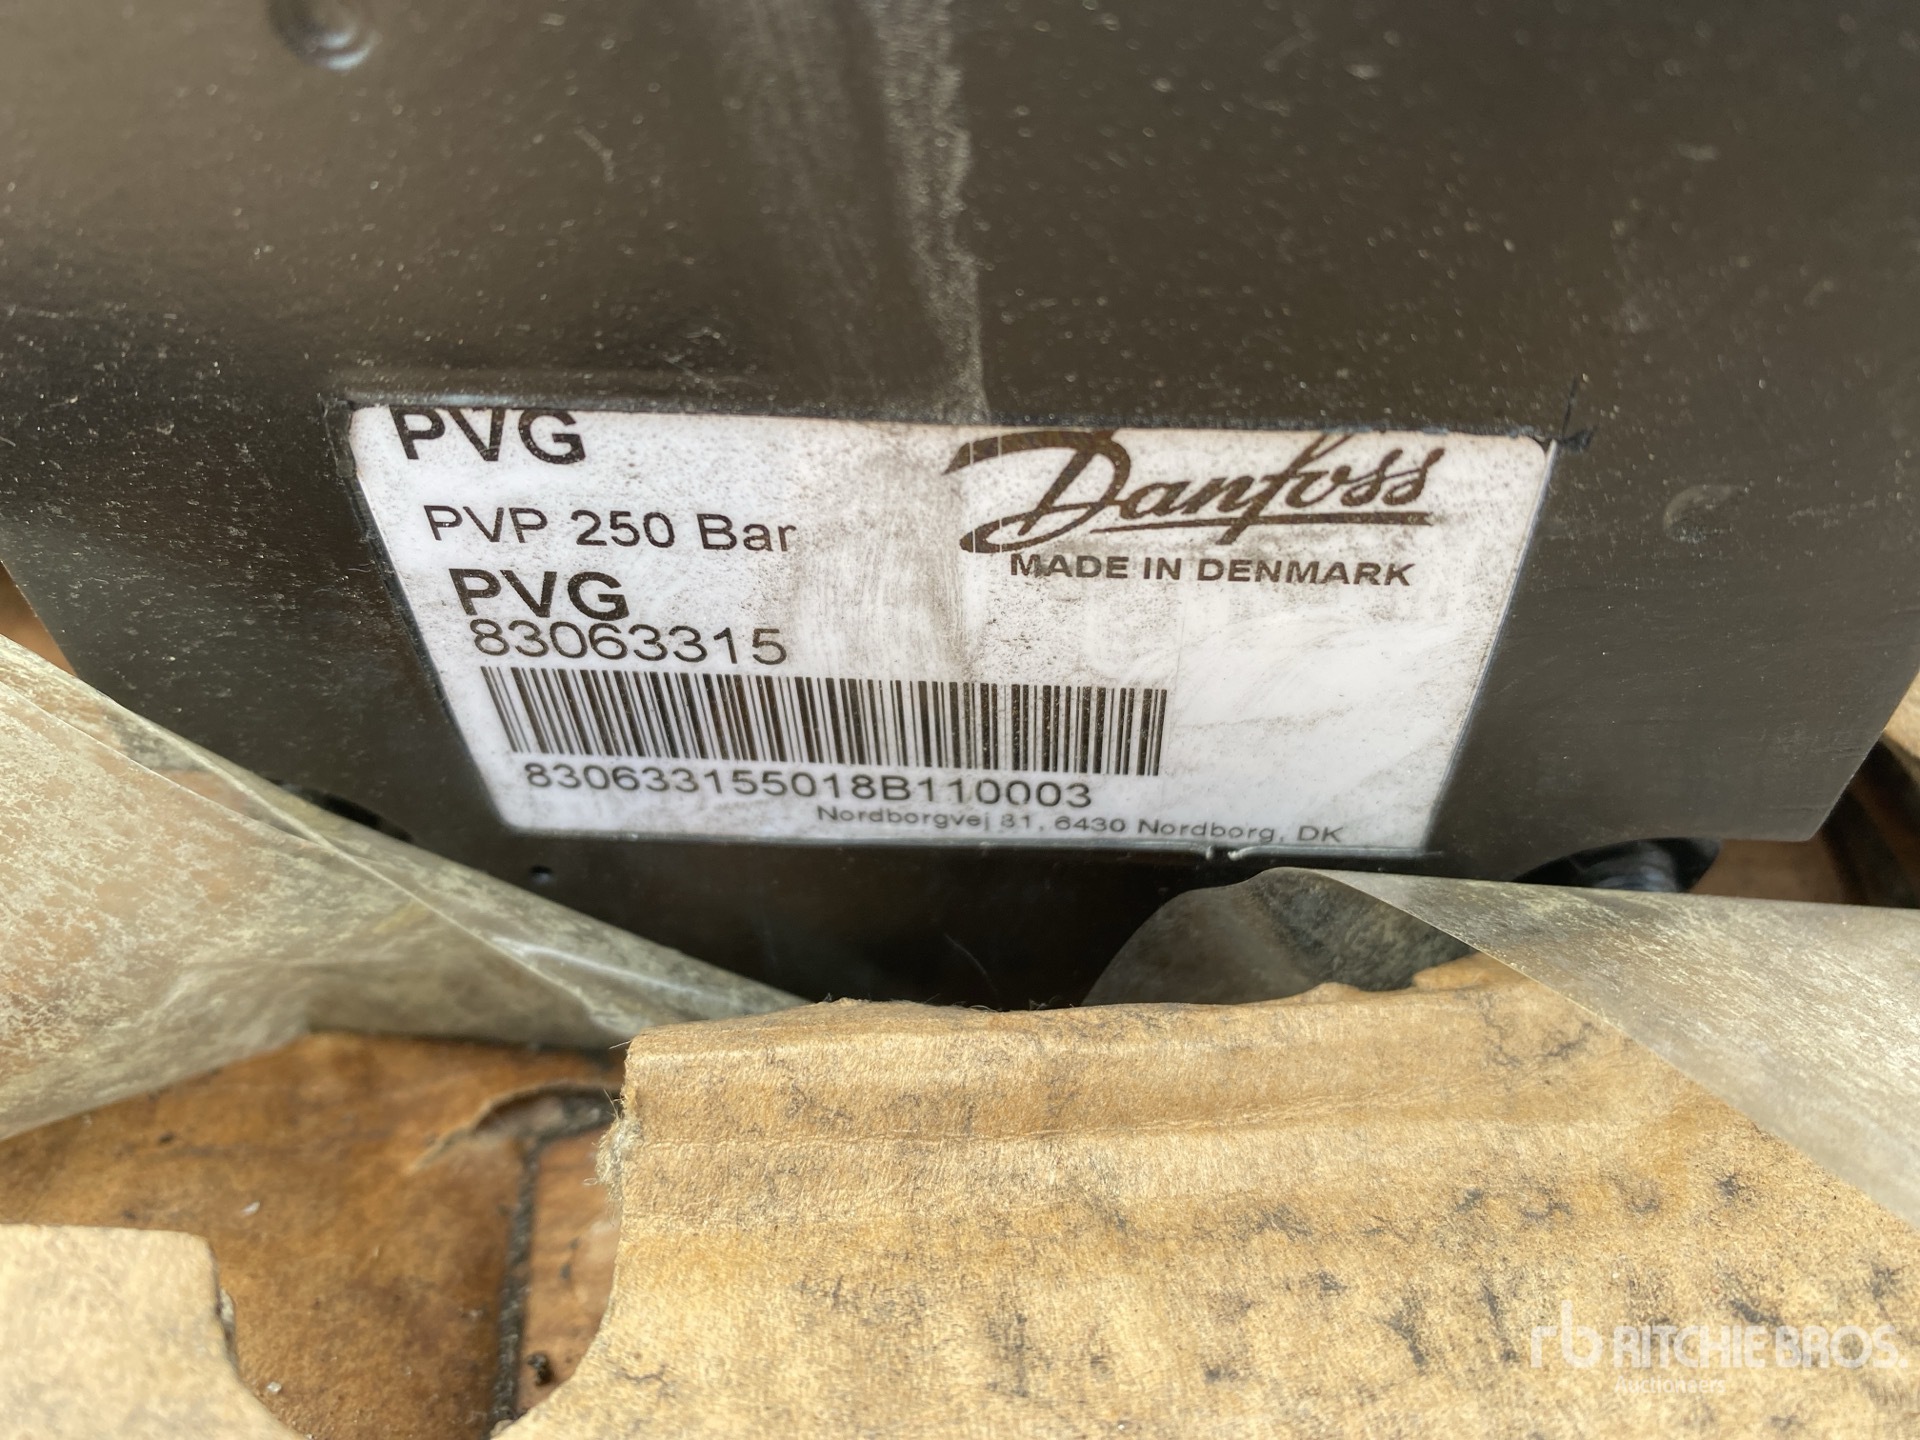 PVG
Danfoss
PVP 250 Bar
MADE IN DENMARK
PVG
83063315
830633155018B110003
Nordborgvej 81, 6430 Nordborg, DK
rb RITCHIE BROS.
Auctioneers